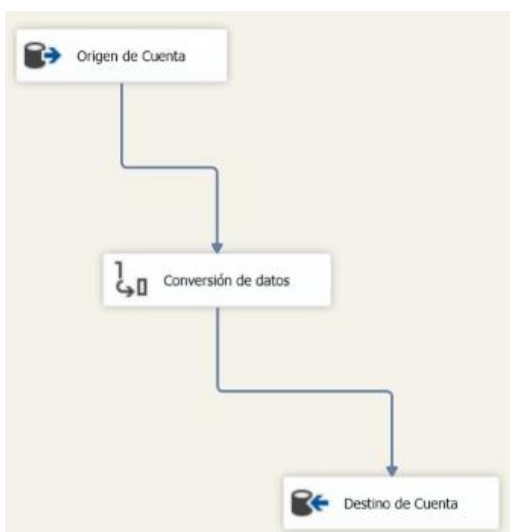 Origen de Cuenta
Conversión de datos
Destino de Cuenta